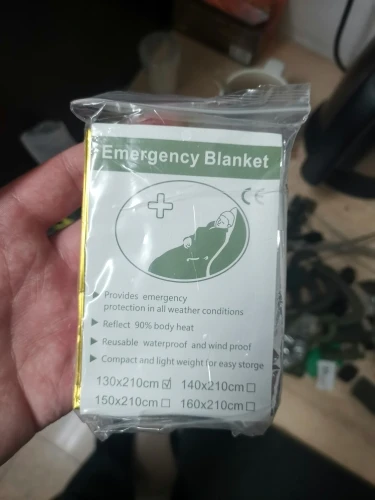 Emergency Blanket
CE
▶ Provides emergency
protection in all weather conditions
▶ Reflect 90% body heat
▶ Reusable waterproof and wind proof
▶ Compact and light weight for easy storge
130x210cm☑ 140x210cm☐
150x210cm☐ 160x210cm☐